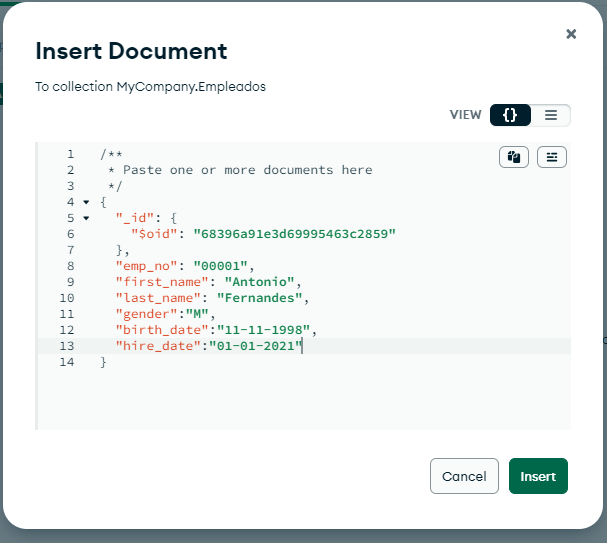 Insert Document
To collection MyCompany.Empleados
VIEW {}
1 /**
2  * Paste one or more documents here
3  */
4 {
5   "_id": {
6     "$oid": "68396a91e3d69995463c2859"
7   },
8   "emp_no": "00001",
9   "first_name": "Antonio",
10   "last_name": "Fernandes",
11   "gender":"M",
12   "birth_date":"11-11-1998",
13   "hire_date":"01-01-2021"
14 }
Cancel Insert